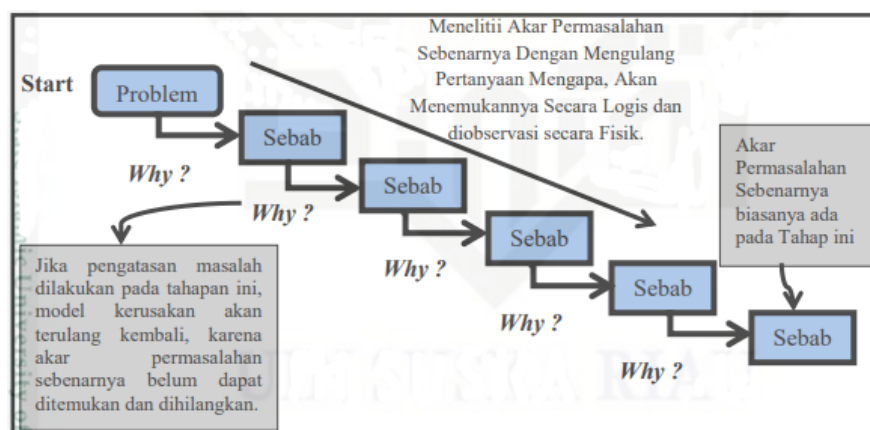 Menelitii Akar Permasalahan
Sebenarnya Dengan Mengulang
Pertanyaan Mengapa, Akan
Menemukannya Secara Logis dan
diobservasi secara Fisik.
Start
Problem
Sebab
Why ?
Sebab
Why ?
Sebab
Why ?
Sebab
Why ?
Sebab
Why ?
Akar
Permasalahan
Sebenarnya
biasanya ada
pada Tahap ini
Jika pengatasan masalah
dilakukan pada tahapan ini,
model kerusakan akan
terulang kembali, karena
akar permasalahan
sebenarnya belum dapat
ditemukan dan dihilangkan.
UIN SUSKA RIAU